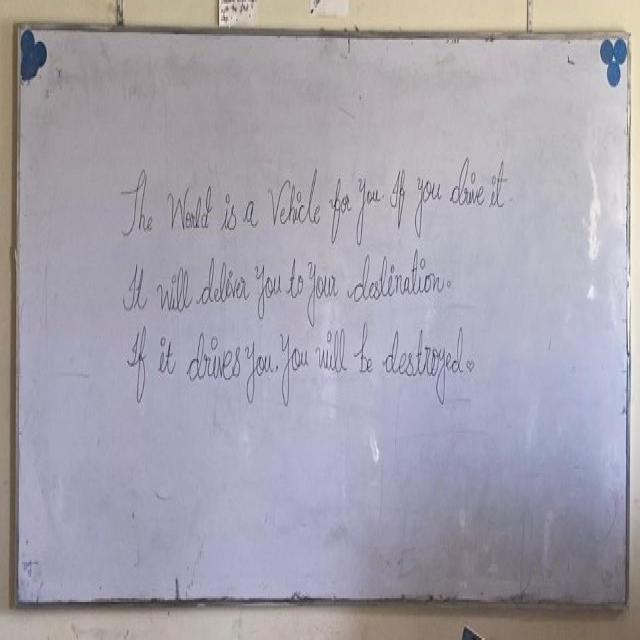 The World is a Vehicle for you. If you drive it.
It will deliver you to your destination.
If it drives you. You will be destroyed.